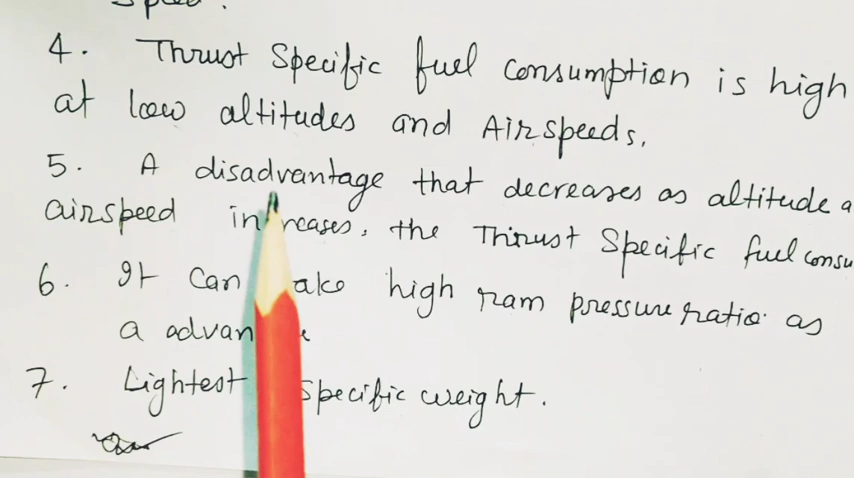 speed.
4. Thrust Specific fuel consumption is high
at low altitudes and Airspeeds.
5. A disadvantage that decreases as altitude a
airspeed increases, the Thrust Specific fuel consu
6. It Can ake high ram pressure ratio as
a advan e
7. Lightest Specific weight.